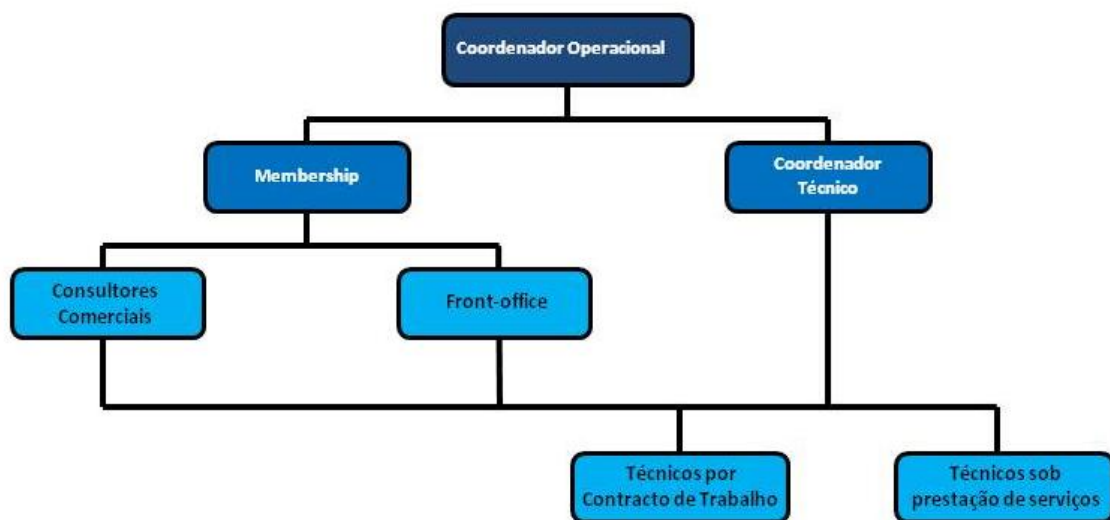 Coordenador Operacional
Membership
Coordenador
Técnico
Consultores
Comerciais
Front-office
Técnicos por
Contracto de Trabalho
Técnicos sob
prestação de serviços